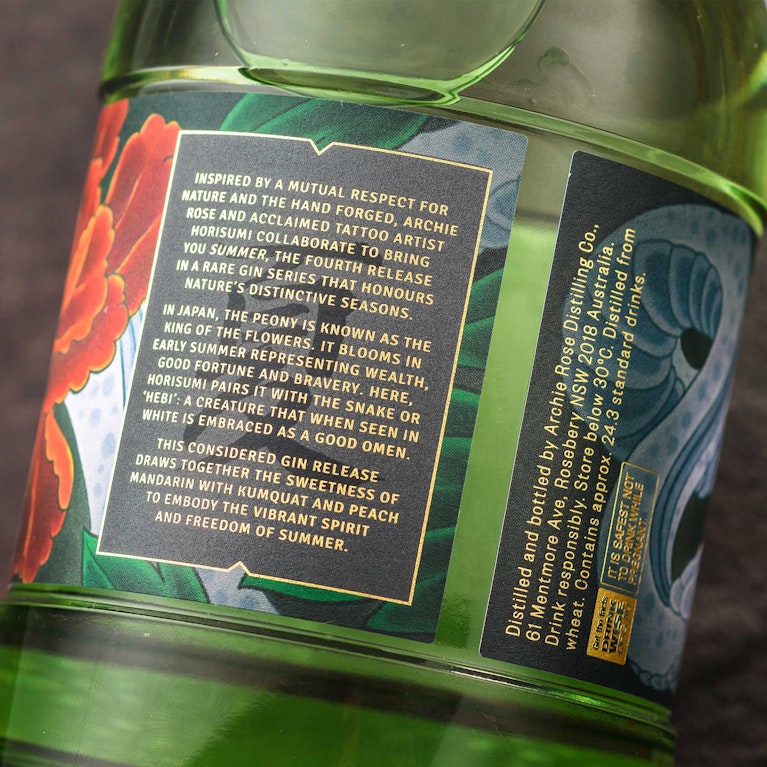 INSPIRED BY A MUTUAL RESPECT FOR
NATURE AND THE HAND FORGED, ARCHIE
ROSE AND ACCLAIMED TATTOO ARTIST
HORISUMI COLLABORATE TO BRING
YOU SUMMER, THE FOURTH RELEASE
IN A RARE GIN SERIES THAT HONOURS
NATURE'S DISTINCTIVE SEASONS.
IN JAPAN, THE PEONY IS KNOWN AS THE
KING OF THE FLOWERS. IT BLOOMS IN
EARLY SUMMER REPRESENTING WEALTH,
GOOD FORTUNE AND BRAVERY. HERE,
HORISUMI PAIRS IT WITH THE SNAKE OR
'HEBI': A CREATURE THAT WHEN SEEN IN
WHITE IS EMBRACED AS A GOOD OMEN.
THIS CONSIDERED GIN RELEASE
DRAWS TOGETHER THE SWEETNESS OF
MANDARIN WITH KUMQUAT AND PEACH
TO EMBODY THE VIBRANT SPIRIT
AND FREEDOM OF SUMMER.
夏
Distilled and bottled by Archie Rose Distilling Co.,
61 Mentmore Ave, Rosebery NSW 2018 Australia.
Drink responsibly. Store below 30°C. Distilled from
wheat. Contains approx. 24.3 standard drinks.
Get the facts
DRINK
WISE
.ORG
IT IS SAFEST NOT
TO DRINK WHILE
PREGNANT